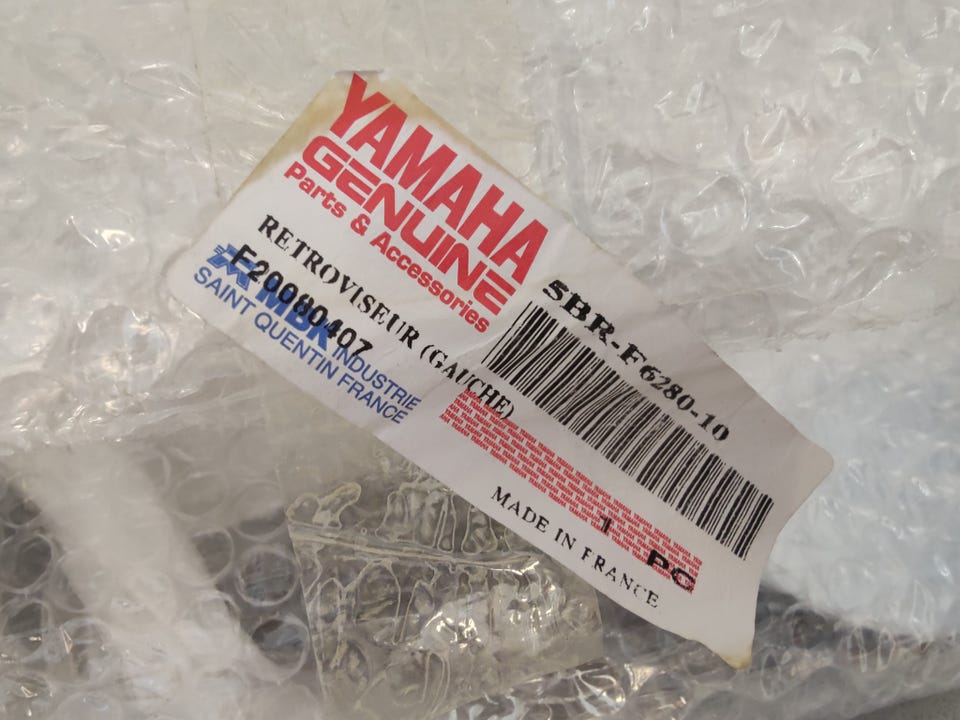 YAMAHA
GENUINE
Parts & Accessories
RETROVISEUR (GAUCHE)
F20080407
MBK INDUSTRIE
SAINT QUENTIN FRANCE
5BR-F6280-10
1 PC
MADE IN FRANCE